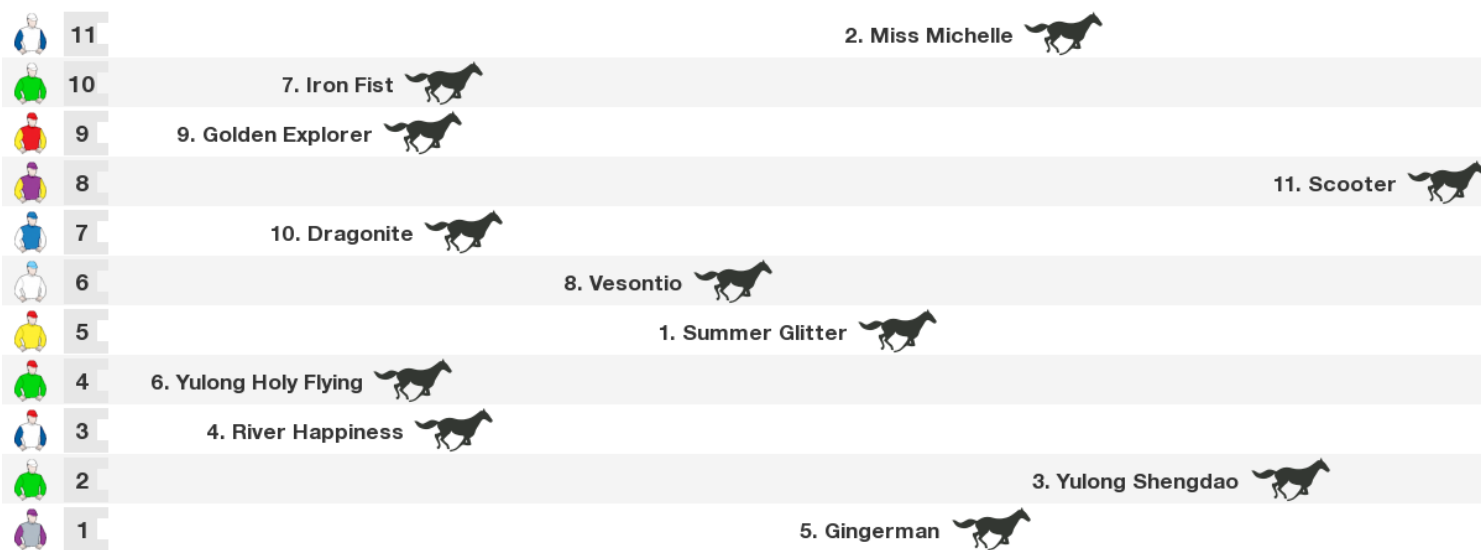 11 2. Miss Michelle
10 7. Iron Fist
9 9. Golden Explorer
8 11. Scooter
7 10. Dragonite
6 8. Vesontio
5 1. Summer Glitter
4 6. Yulong Holy Flying
3 4. River Happiness
2 3. Yulong Shengdao
1 5. Gingerman